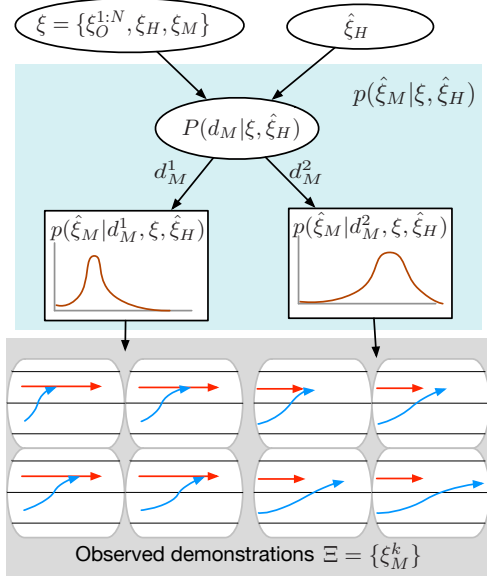 ξ = {ξ_O^{1:N}, ξ_H, ξ_M}
ξ̂_H
p(ξ̂_M|ξ, ξ̂_H)
P(d_M|ξ, ξ̂_H)
d_M^1
d_M^2
p(ξ̂_M|d_M^1, ξ, ξ̂_H)
p(ξ̂_M|d_M^2, ξ, ξ̂_H)
Observed demonstrations Ξ = {ξ_M^k}